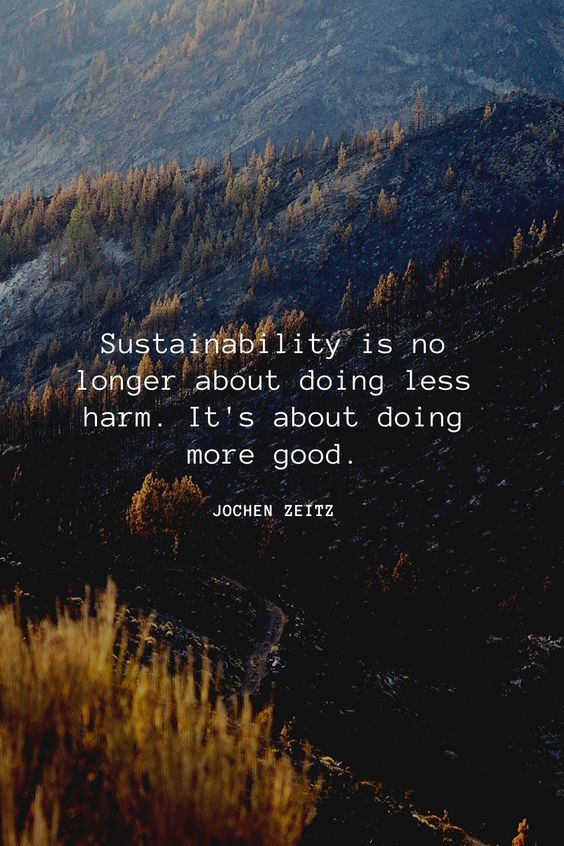 Sustainability is no
longer about doing less
harm. It's about doing
more good.
JOCHEN ZEITZ